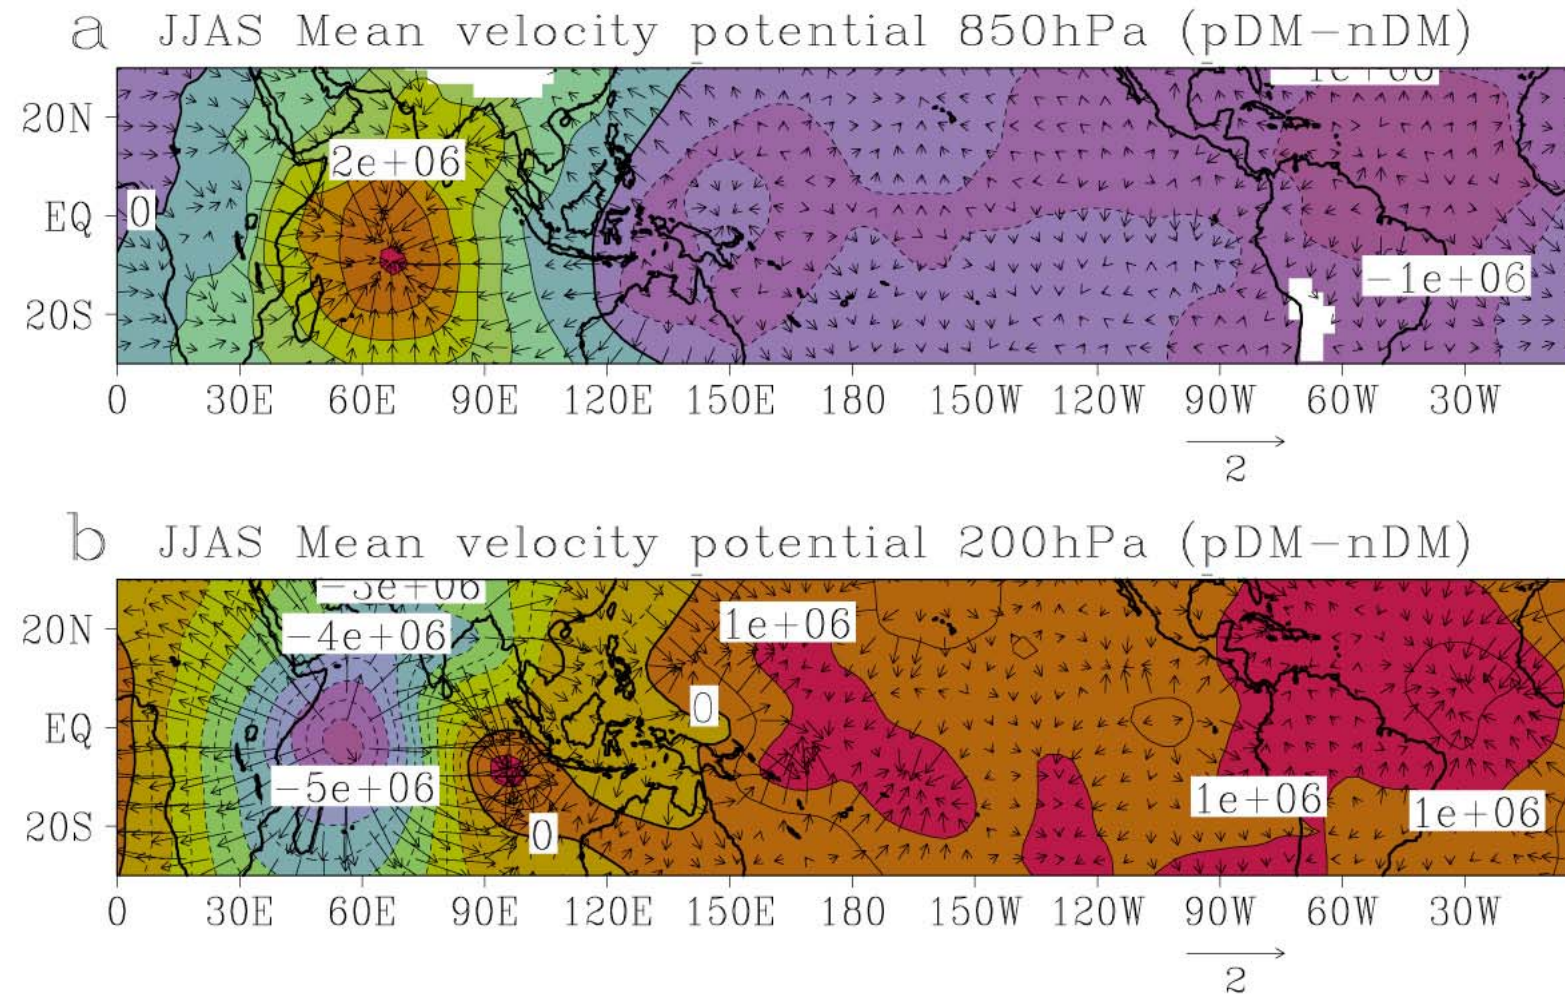 a JJAS Mean velocity potential 850hPa (pDM-nDM)
20N
EQ
20S
2e+06
0
-1e+06
0 30E 60E 90E 120E 150E 180 150W 120W 90W 60W 30W
2
b JJAS Mean velocity potential 200hPa (pDM-nDM)
-3e+06
20N
-4e+06
1e+06
EQ
0
-5e+06
1e+06
1e+06
20S
0
0 30E 60E 90E 120E 150E 180 150W 120W 90W 60W 30W
2